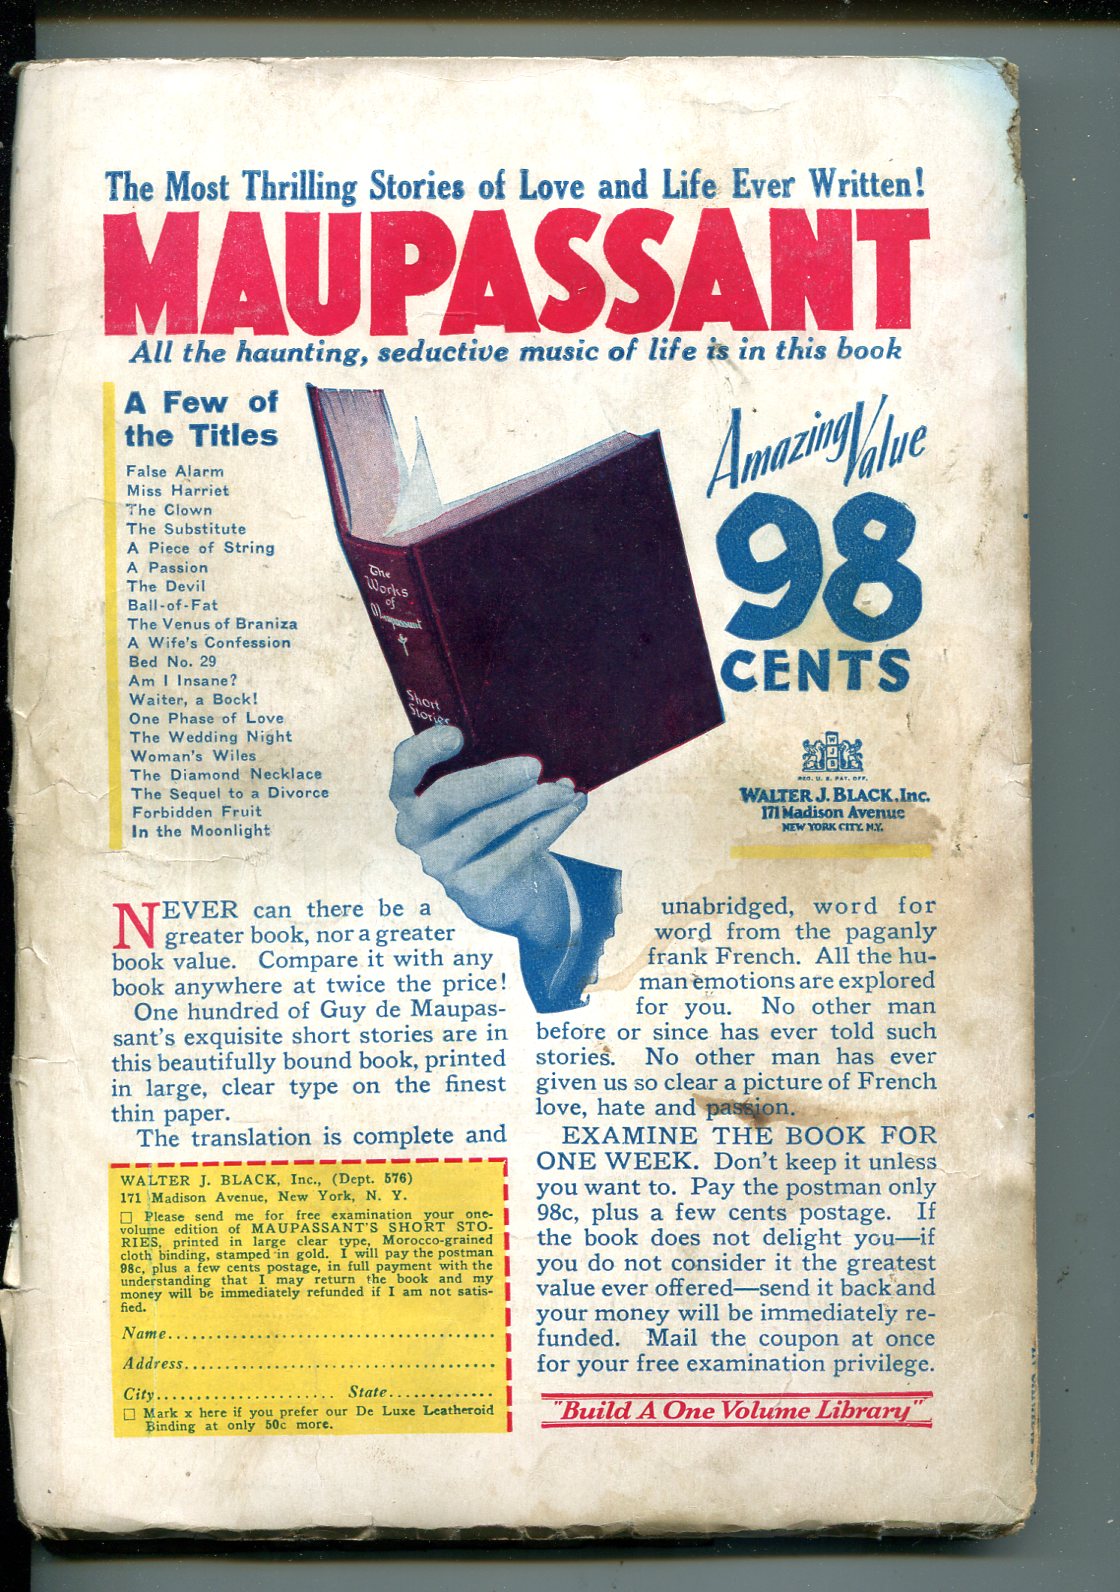 The Most Thrilling Stories of Love and Life Ever Written!
MAUPASSANT
All the haunting, seductive music of life is in this book
A Few of
the Titles
False Alarm
Miss Harriet
The Clown
The Substitute
A Piece of String
A Passion
The Devil
Ball-of-Fat
The Venus of Braniza
A Wife's Confession
Bed No. 29
Am I Insane?
Waiter, a Bock!
One Phase of Love
The Wedding Night
Woman's Wiles
The Diamond Necklace
The Sequel to a Divorce
Forbidden Fruit
In the Moonlight
The
Works
of
Maupassant
Short
Stories
Amazing Value
98
CENTS
W
J B
REG. U. S. PAT. OFF.
WALTER J. BLACK, Inc.
171 Madison Avenue
NEW YORK CITY, N.Y.
NEVER can there be a
greater book, nor a greater
book value. Compare it with any
book anywhere at twice the price!
One hundred of Guy de Maupas-
sant's exquisite short stories are in
this beautifully bound book, printed
in large, clear type on the finest
thin paper.
The translation is complete and
unabridged, word for
word from the paganly
frank French. All the hu-
man emotions are explored
for you. No other man
before or since has ever told such
stories. No other man has ever
given us so clear a picture of French
love, hate and passion.
EXAMINE THE BOOK FOR
ONE WEEK. Don't keep it unless
you want to. Pay the postman only
98c, plus a few cents postage. If
the book does not delight you—if
you do not consider it the greatest
value ever offered—send it back and
your money will be immediately re-
funded. Mail the coupon at once
for your free examination privilege.
"Build A One Volume Library"
WALTER J. BLACK, Inc., (Dept. 576)
171 Madison Avenue, New York, N. Y.
☐ Please send me for free examination your one-
volume edition of MAUPASSANT'S SHORT STO-
RIES, printed in large clear type, Morocco-grained
cloth binding, stamped in gold. I will pay the postman
98c, plus a few cents postage, in full payment with the
understanding that I may return the book and my
money will be immediately refunded if I am not satis-
fied.
Name........................................
Address.....................................
City..................... State.............
☐ Mark x here if you prefer our De Luxe Leatheroid
Binding at only 50c more.